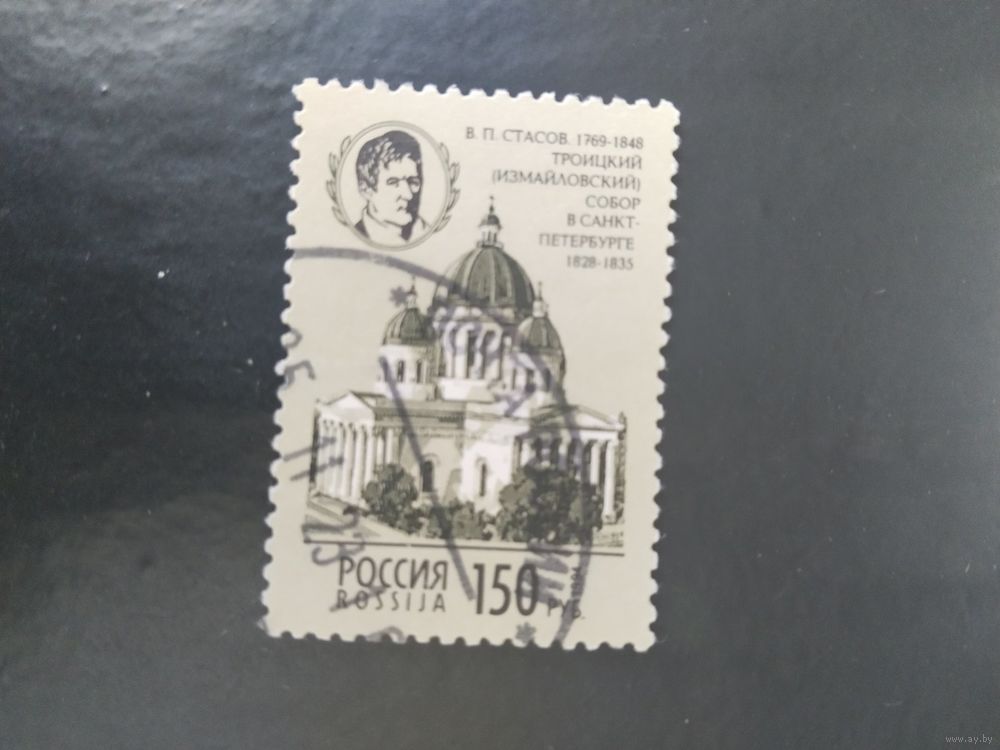 В. П. СТАСОВ. 1769-1848
ТРОИЦКИЙ
(ИЗМАЙЛОВСКИЙ)
СОБОР
В САНКТ-
ПЕТЕРБУРГЕ
1828-1835
РОССИЯ 150
ROSSIJA РУБ.
www.ay.by